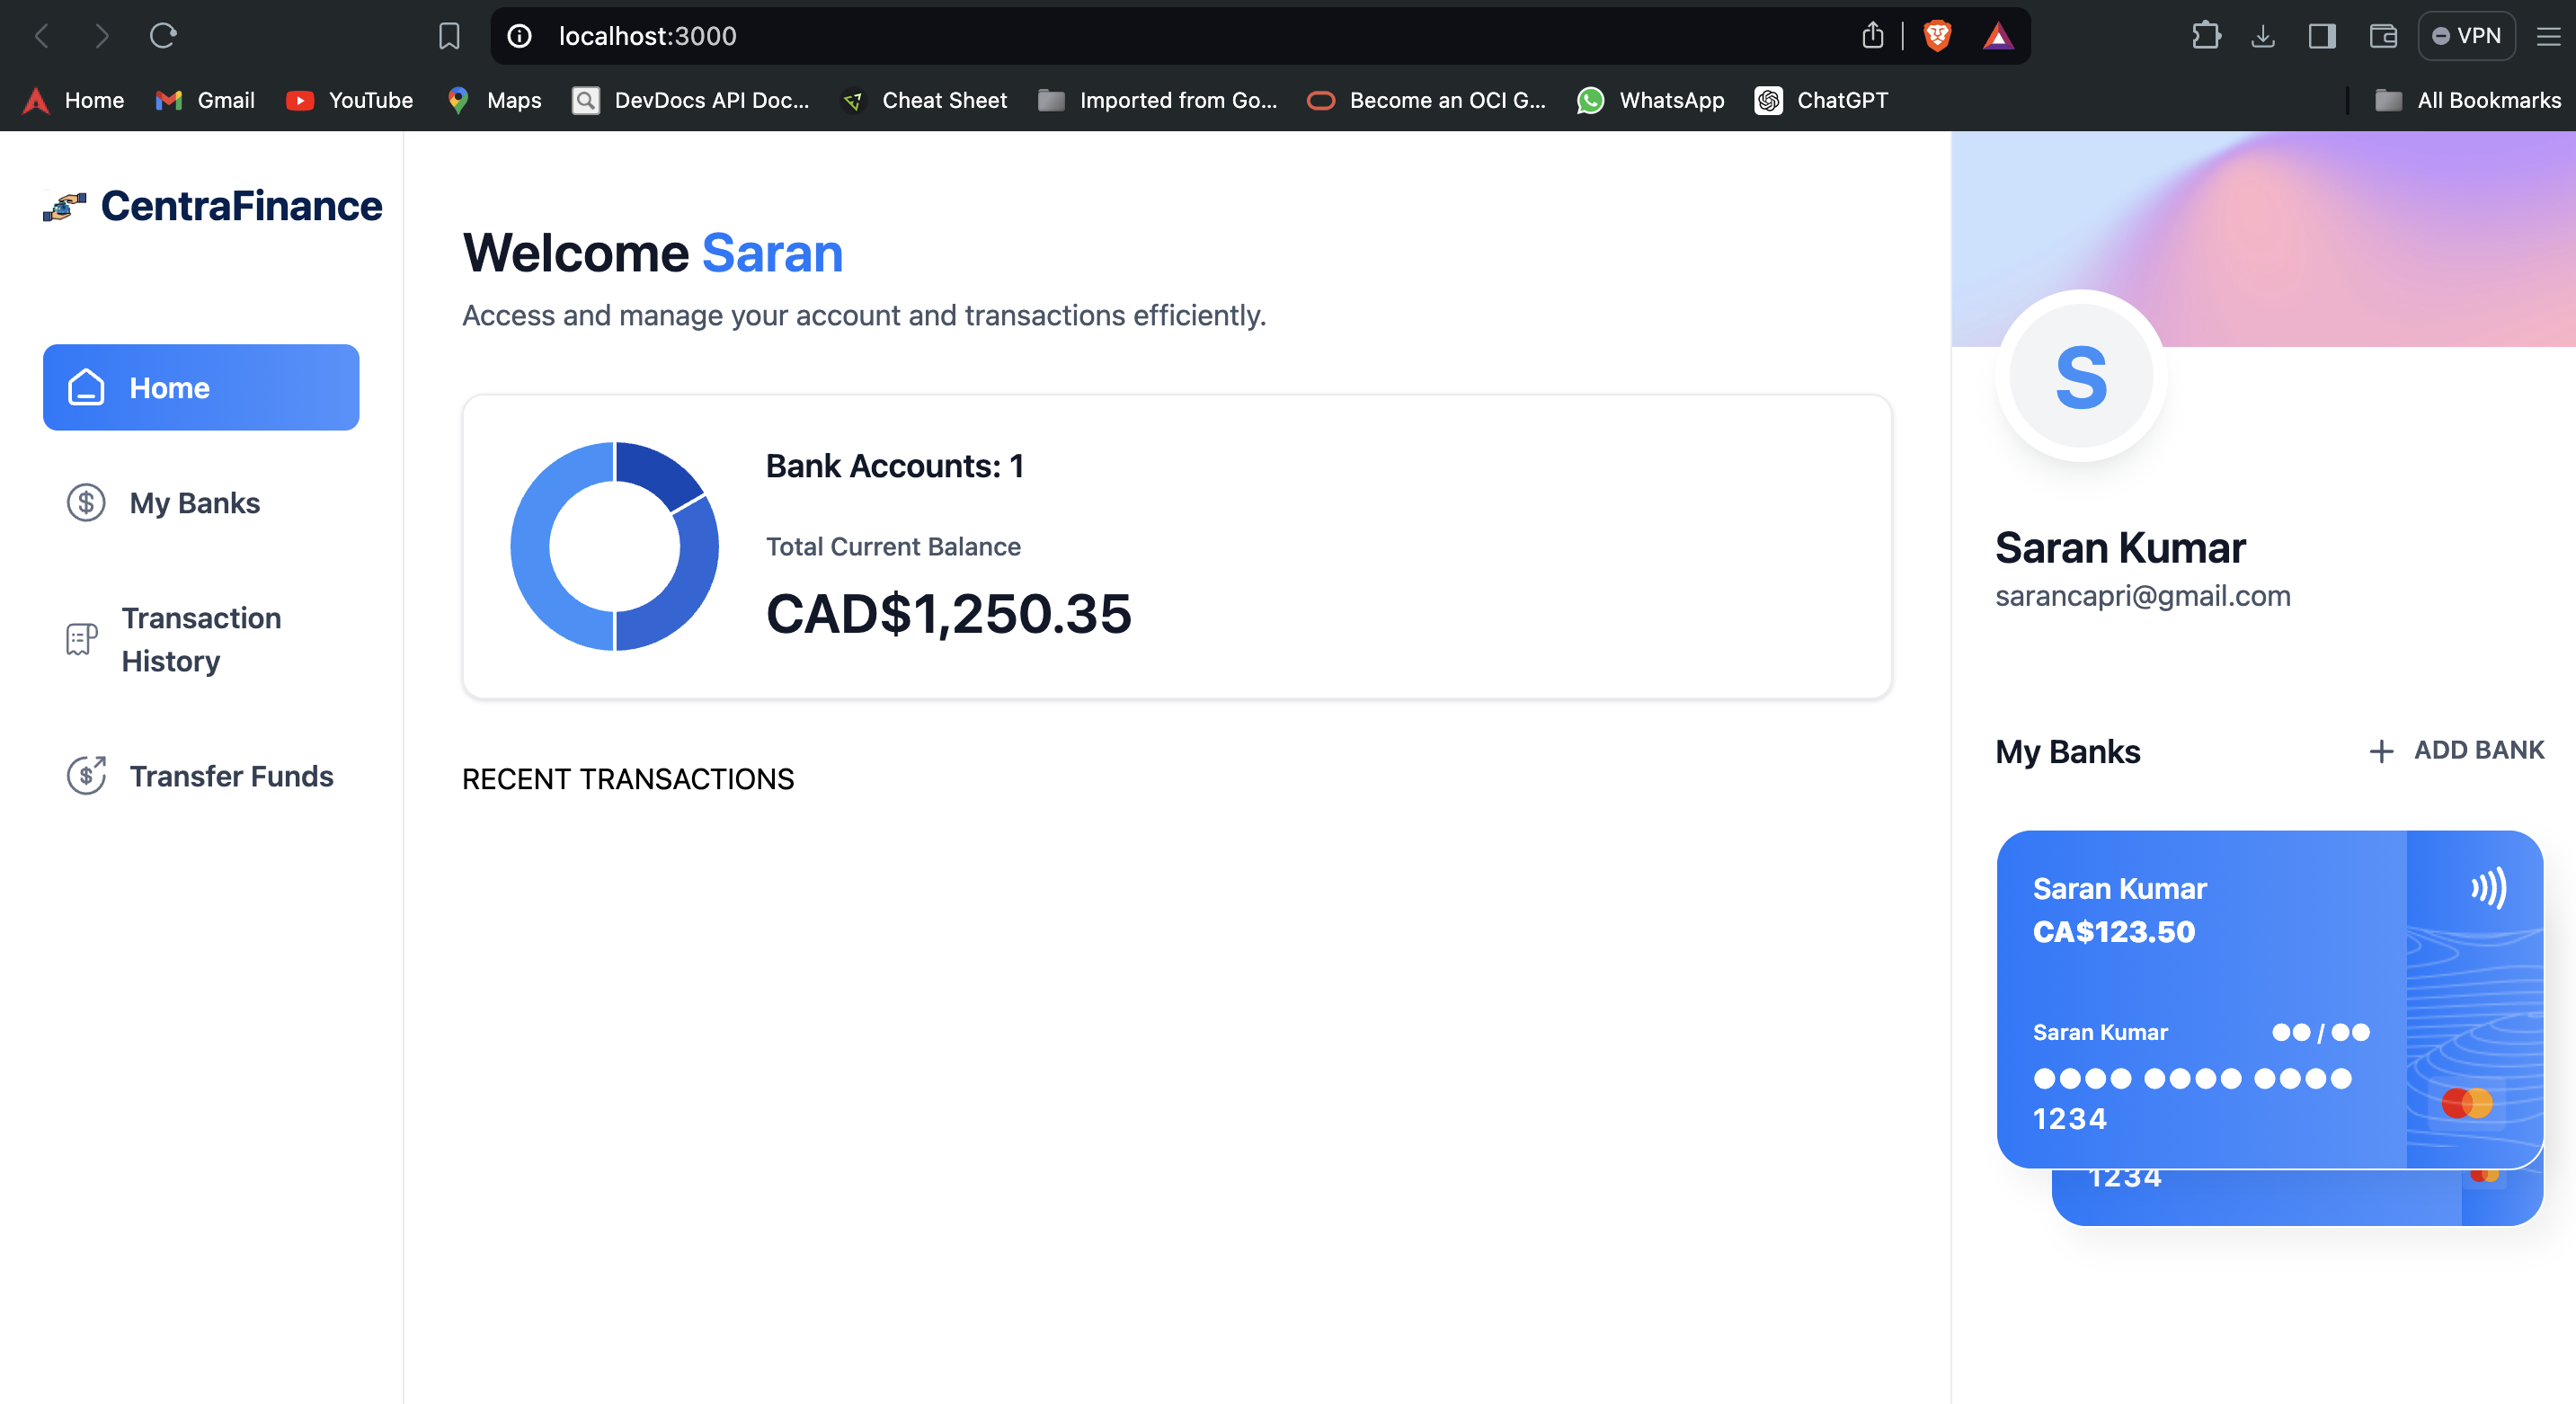 localhost:3000
VPN
Home
Gmail
YouTube
Maps
DevDocs API Doc...
Cheat Sheet
Imported from Go...
Become an OCI G...
WhatsApp
ChatGPT
All Bookmarks
CentraFinance
Home
My Banks
Transaction
History
Transfer Funds
Welcome Saran
Access and manage your account and transactions efficiently.
Bank Accounts: 1
Total Current Balance
CAD$1,250.35
RECENT TRANSACTIONS
S
Saran Kumar
sarancapri@gmail.com
My Banks
+ ADD BANK
Saran Kumar
CA$123.50
Saran Kumar ●●/●●
●●●● ●●●● ●●●●
1234
1234